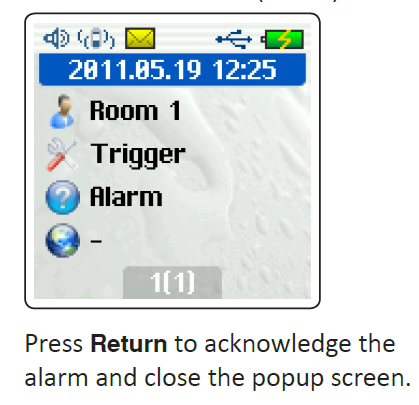 2011.05.19 12:25
Room 1
Trigger
Alarm
-
1(1)
Press Return to acknowledge the
alarm and close the popup screen.